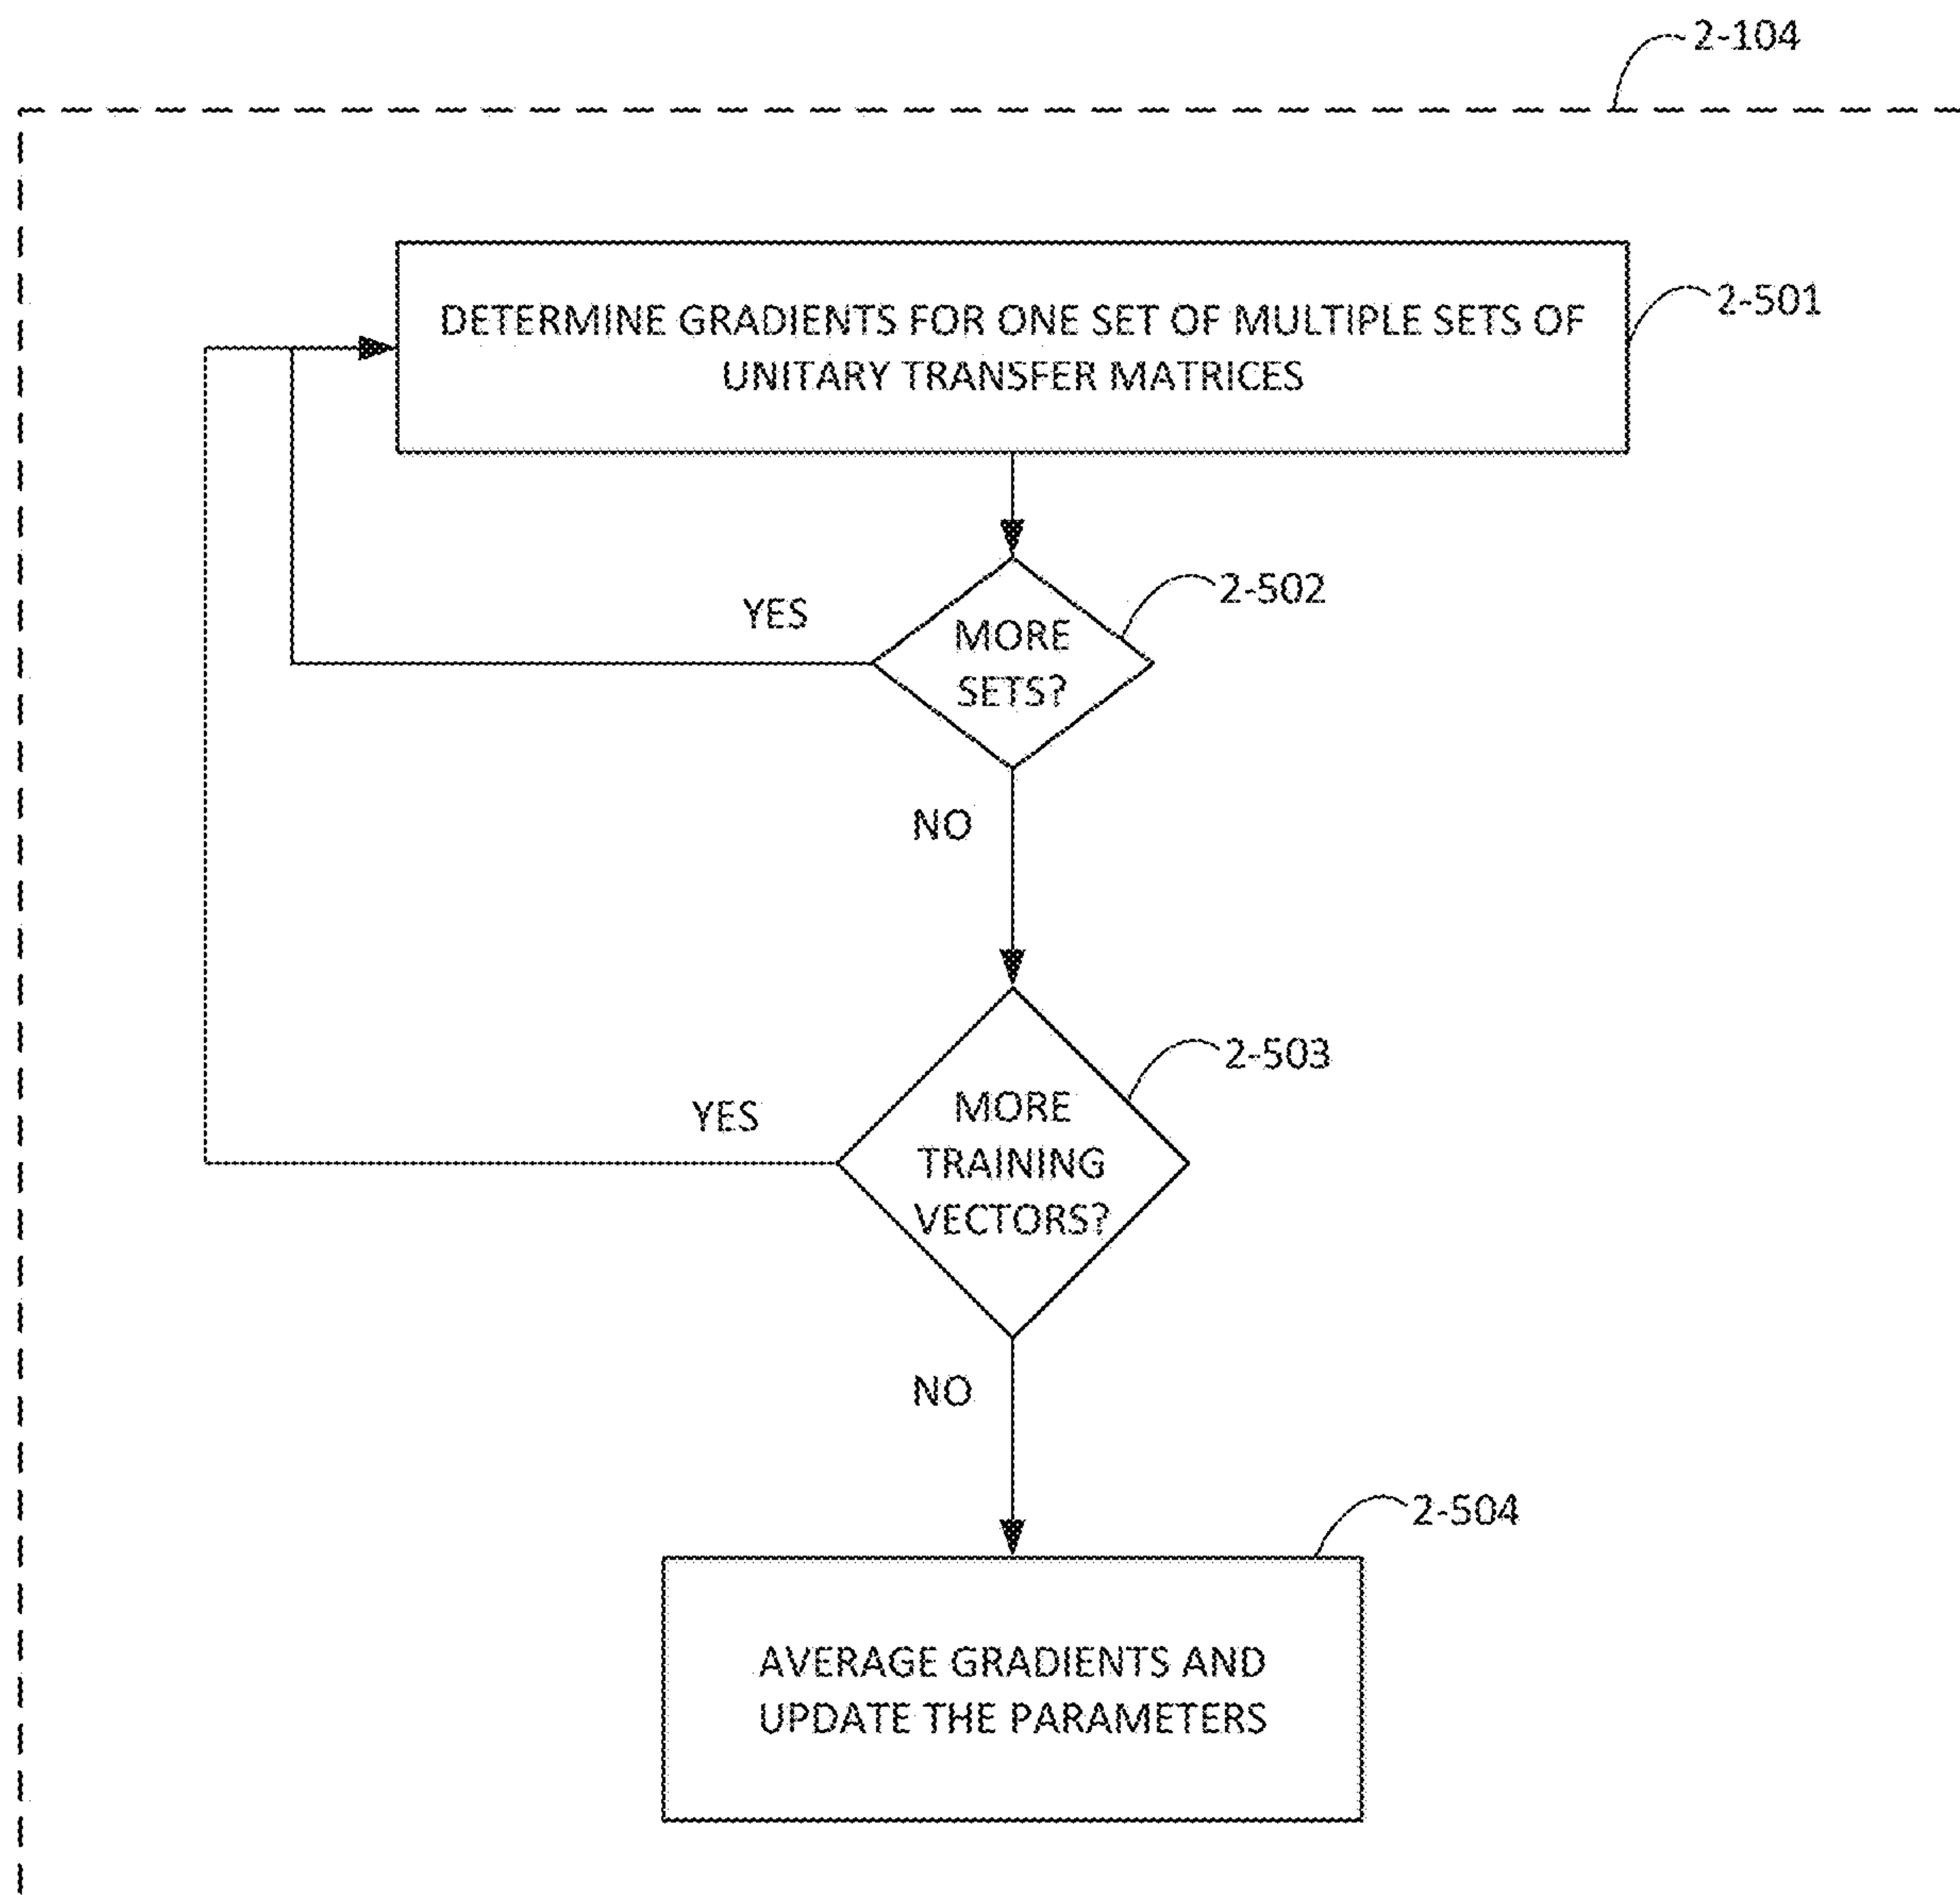 2-104
DETERMINE GRADIENTS FOR ONE SET OF MULTIPLE SETS OF
UNITARY TRANSFER MATRICES
2-501
2-502
YES
MORE
SETS?
NO
2-503
YES
MORE
TRAINING
VECTORS?
NO
2-504
AVERAGE GRADIENTS AND
UPDATE THE PARAMETERS